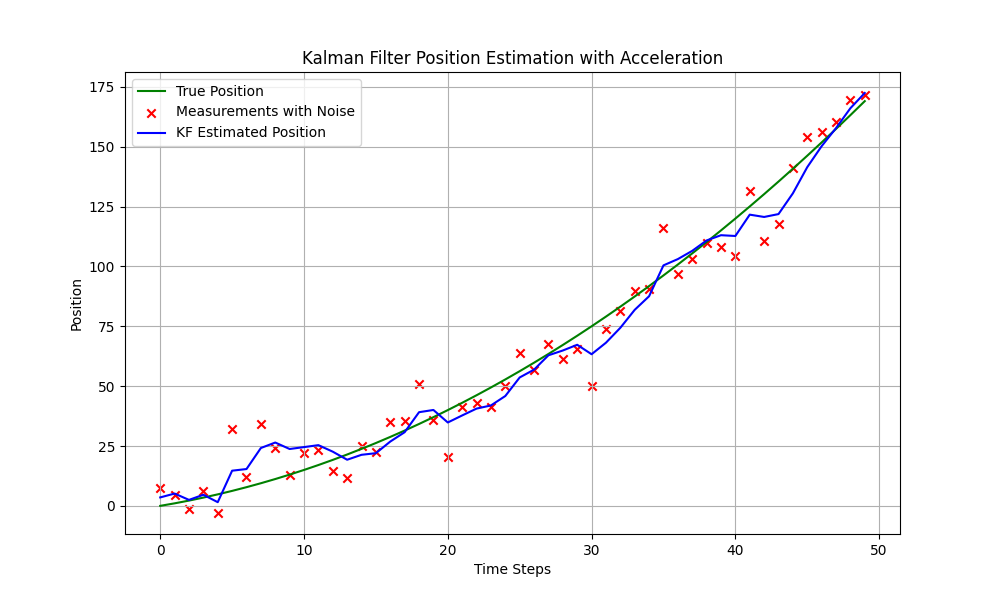 Kalman Filter Position Estimation with Acceleration
True Position
Measurements with Noise
KF Estimated Position
175
150
125
100
75
50
25
0
Position
0 10 20 30 40 50
Time Steps